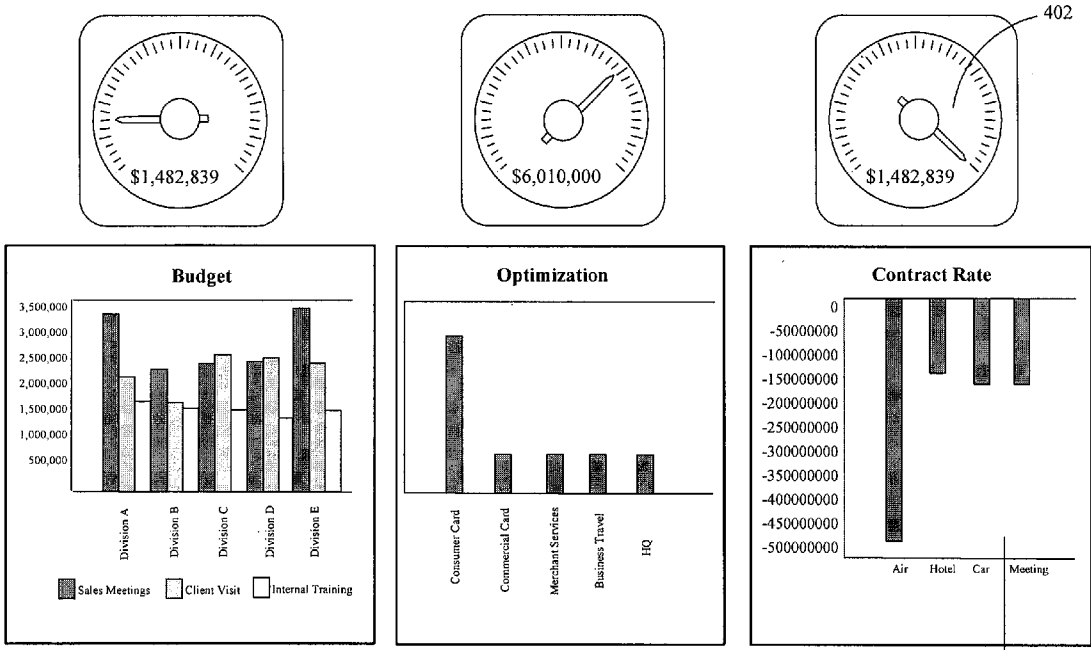 402
$1,482,839
$6,010,000
$1,482,839
Budget
3,500,000
3,000,000
2,500,000
2,000,000
1,500,000
1,000,000
500,000
Division A
Division B
Division C
Division D
Division E
Sales Meetings
Client Visit
Internal Training
Optimization
Consumer Card
Commercial Card
Merchant Services
Business Travel
HQ
Contract Rate
0
-50000000
-100000000
-150000000
-200000000
-250000000
-300000000
-350000000
-400000000
-450000000
-500000000
Air
Hotel
Car
Meeting